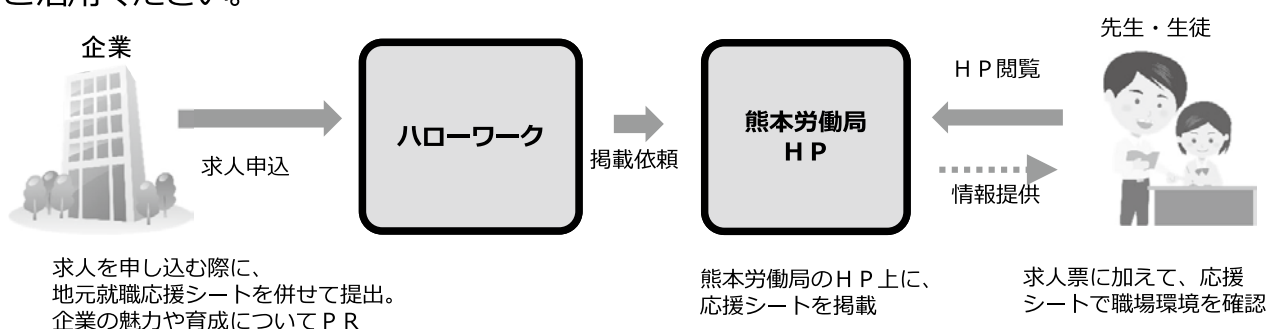 ご活用ください。
企業
先生・生徒
ＨＰ閲覧
ハローワーク
熊本労働局
ＨＰ
求人申込
掲載依頼
情報提供
求人を申し込む際に、
地元就職応援シートを併せて提出。
企業の魅力や育成についてＰＲ
熊本労働局のＨＰ上に、
応援シートを掲載
求人票に加えて、応援
シートで職場環境を確認